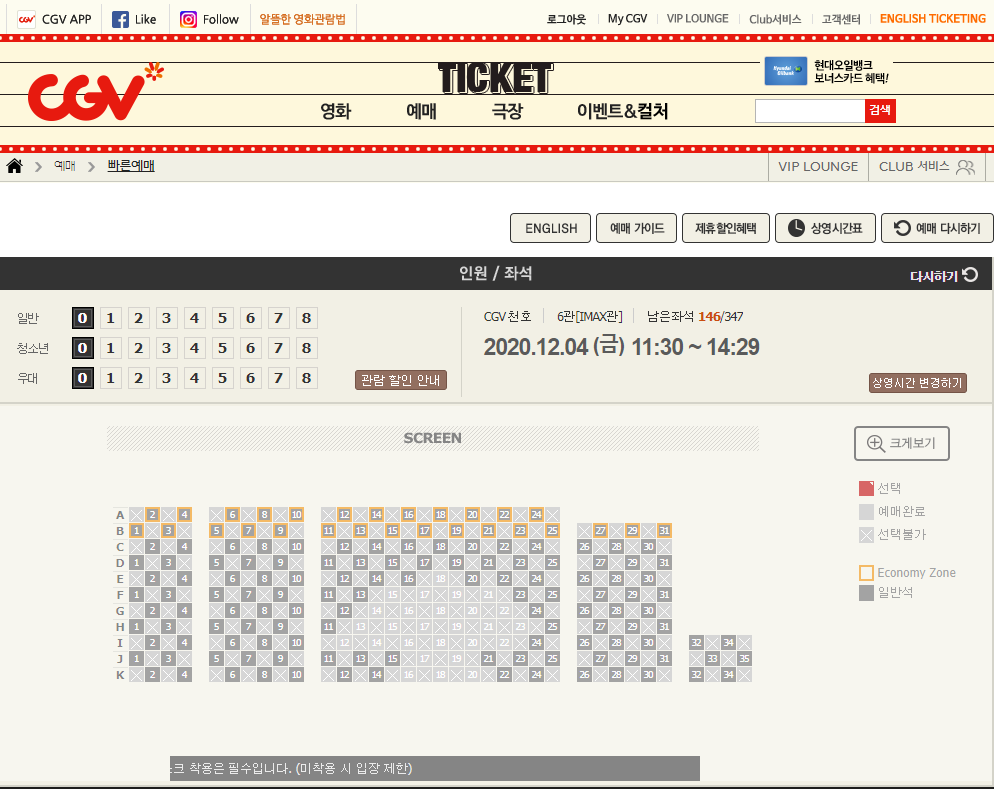 CGV APP Like Follow 알뜰한 영화관람법 로그아웃 My CGV VIP LOUNGE Club서비스 고객센터 ENGLISH TICKETING
CGV
TICKET
현대오일뱅크
보너스카드 혜택!
영화 예매 극장 이벤트&컬처 검색
예매 빠른예매 VIP LOUNGE CLUB 서비스
ENGLISH 예매 가이드 제휴할인혜택 상영시간표 예매 다시하기
인원 / 좌석 다시하기
일반 0 1 2 3 4 5 6 7 8
청소년 0 1 2 3 4 5 6 7 8
우대 0 1 2 3 4 5 6 7 8
관람 할인 안내
CGV 천호 6관[IMAX관] 남은좌석 146/347
2020.12.04 (금) 11:30 ~ 14:29
상영시간 변경하기
SCREEN
크게보기
선택
예매완료
선택불가
Economy Zone
일반석
A 2 4 6 8 10 12 14 16 18 20 22 24
B 1 3 5 7 9 11 13 15 17 19 21 23 25 27 29 31
C 2 4 6 8 10 12 14 16 18 20 22 24 26 28 30
D 1 3 5 7 9 11 13 15 17 19 21 23 25 27 29 31
E 2 4 6 8 10 12 14 16 18 20 22 24 26 28 30
F 1 3 5 7 9 11 13 15 17 19 21 23 25 27 29 31
G 2 4 6 8 10 12 14 16 18 20 22 24 26 28 30
H 1 3 5 7 9 11 13 15 17 19 21 23 25 27 29 31
I 2 4 6 8 10 12 14 16 18 20 22 24 26 28 30 32 34
J 1 3 5 7 9 11 13 15 17 19 21 23 25 27 29 31 33 35
K 2 4 6 8 10 12 14 16 18 20 22 24 26 28 30 32 34
크 착용은 필수입니다. (미착용 시 입장 제한)